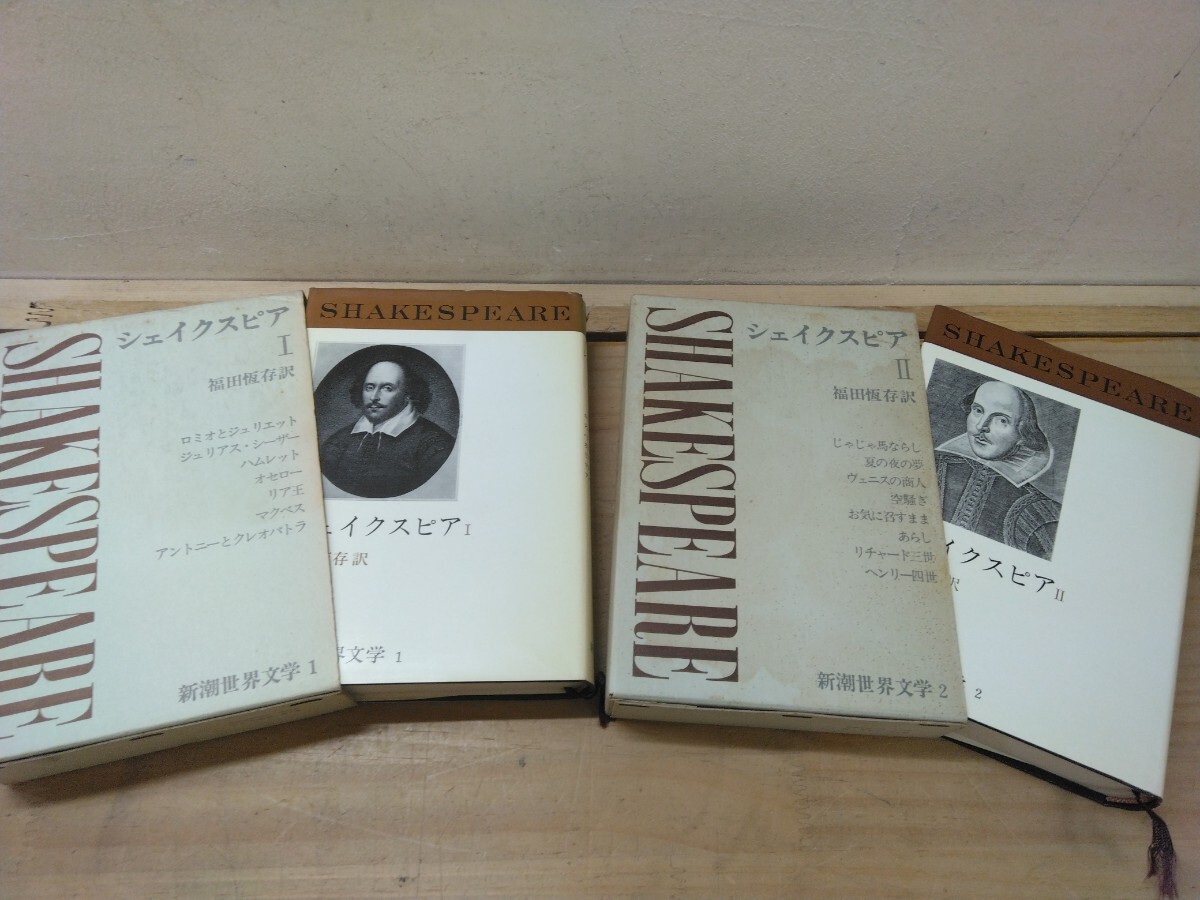 SHAKESPEARE
シェイクスピア
I
福田恆存訳
ロミオとジュリエット
ジュリアス・シーザー
ハムレット
オセロー
リア王
マクベス
アントニーとクレオパトラ
新潮世界文学 1
SHAKESPEARE
ェイクスピア I
存訳
界文学 1
SHAKESPEARE
シェイクスピア
II
福田恆存訳
じゃじゃ馬ならし
夏の夜の夢
ヴェニスの商人
空騒ぎ
お気に召すまま
あらし
リチャード三世
ヘンリー四世
新潮世界文学 2
SHAKESPEARE
イクスピア II
訳
2